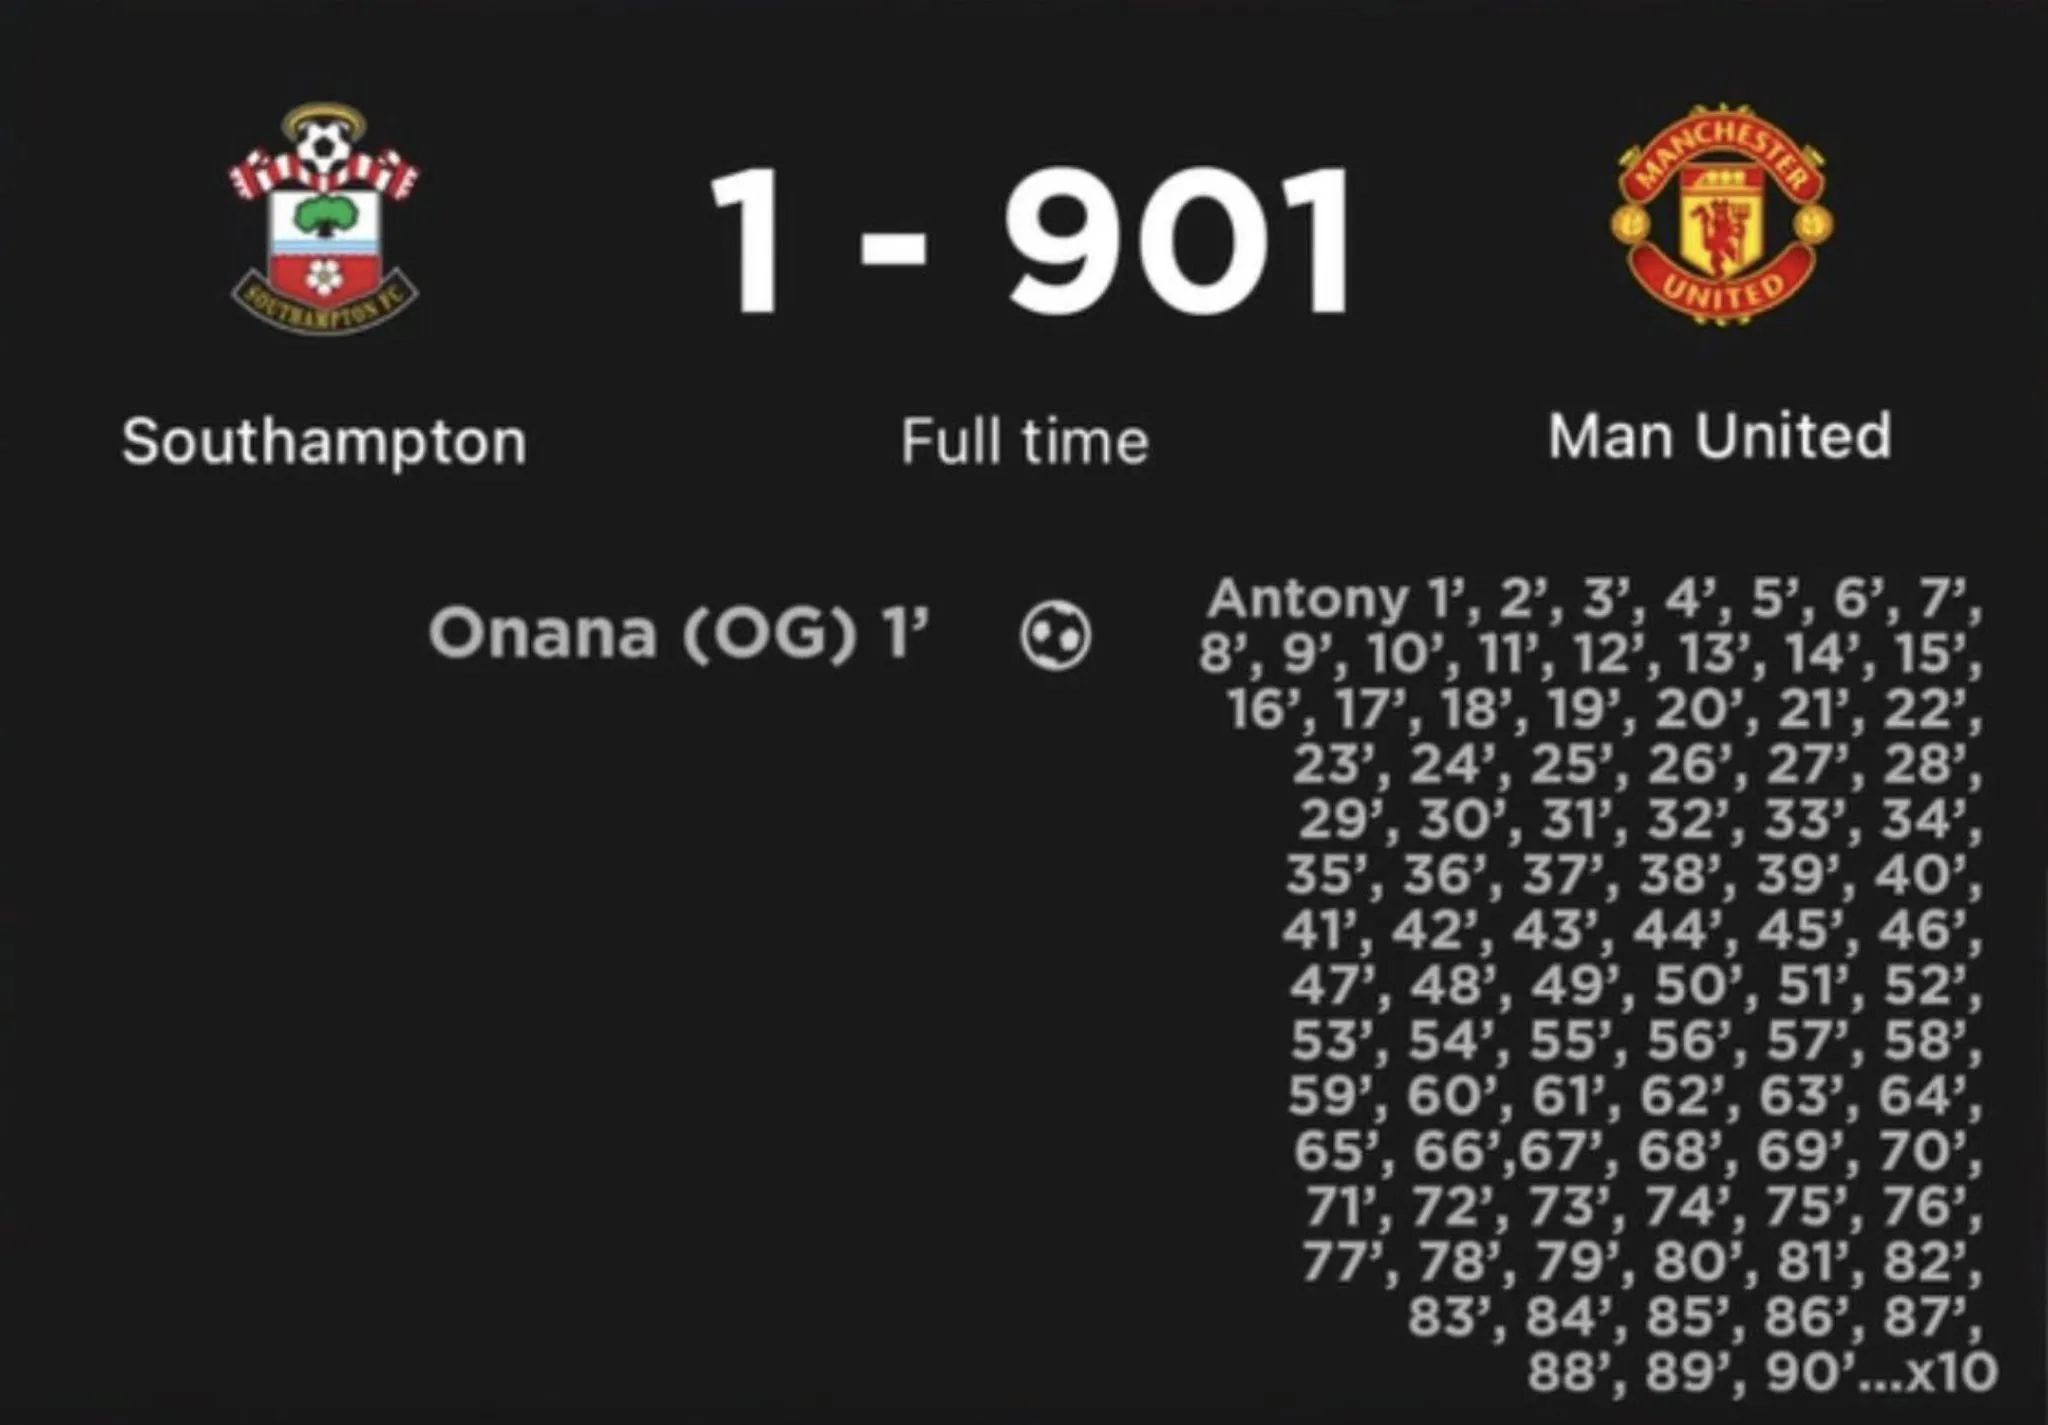 MANCHESTER
UNITED
SOUTHAMPTON FC
1 - 901
Southampton
Full time
Man United
Onana (OG) 1’
Antony 1’, 2’, 3’, 4’, 5’, 6’, 7’,
8’, 9’, 10’, 11’, 12’, 13’, 14’, 15’,
16’, 17’, 18’, 19’, 20’, 21’, 22’,
23’, 24’, 25’, 26’, 27’, 28’,
29’, 30’, 31’, 32’, 33’, 34’,
35’, 36’, 37’, 38’, 39’, 40’,
41’, 42’, 43’, 44’, 45’, 46’,
47’, 48’, 49’, 50’, 51’, 52’,
53’, 54’, 55’, 56’, 57’, 58’,
59’, 60’, 61’, 62’, 63’, 64’,
65’, 66’,67’, 68’, 69’, 70’,
71’, 72’, 73’, 74’, 75’, 76’,
77’, 78’, 79’, 80’, 81’, 82’,
83’, 84’, 85’, 86’, 87’,
88’, 89’, 90’...x10